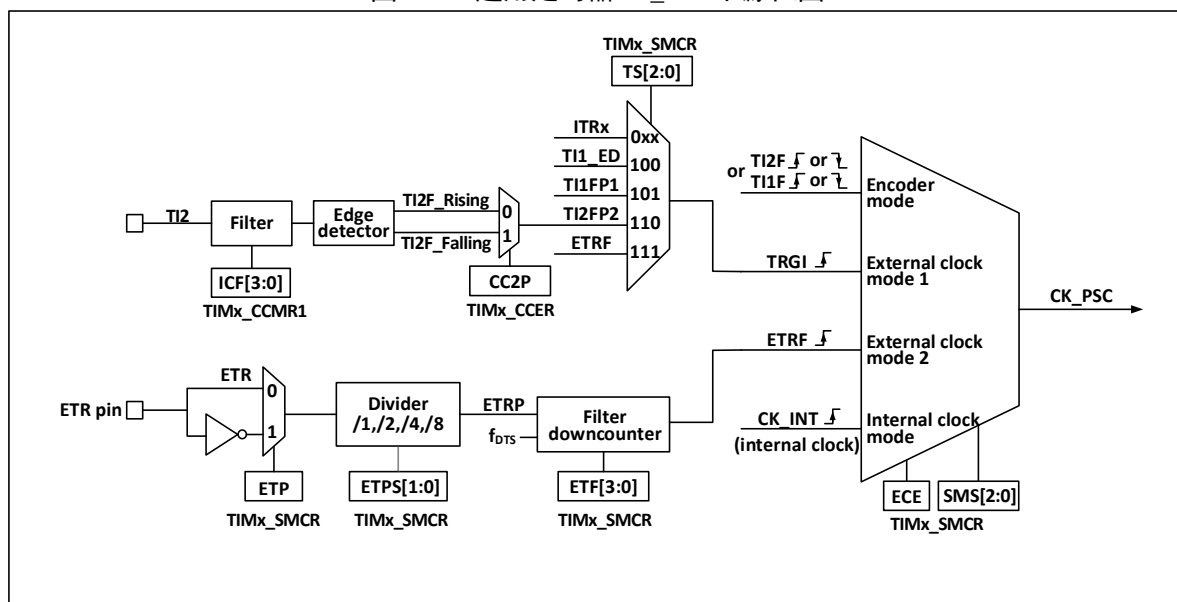 TIMx_SMCR
TS[2:0]
ITRx
0xx
TI1_ED
100
TI1FP1
101
TI2FP2
110
ETRF
111
TI2
Filter
ICF[3:0]
TIMx_CCMR1
Edge
detector
TI2F_Rising
TI2F_Falling
0
1
CC2P
TIMx_CCER
or
TI2F or
TI1F or
Encoder
mode
TRGI
External clock
mode 1
ETRF
External clock
mode 2
CK_INT
(internal clock)
Internal clock
mode
CK_PSC
ECE
SMS[2:0]
TIMx_SMCR
ETR pin
ETR
0
1
ETP
TIMx_SMCR
Divider
/1,/2,/4,/8
ETPS[1:0]
TIMx_SMCR
ETRP
fDTS
Filter
downcounter
ETF[3:0]
TIMx_SMCR